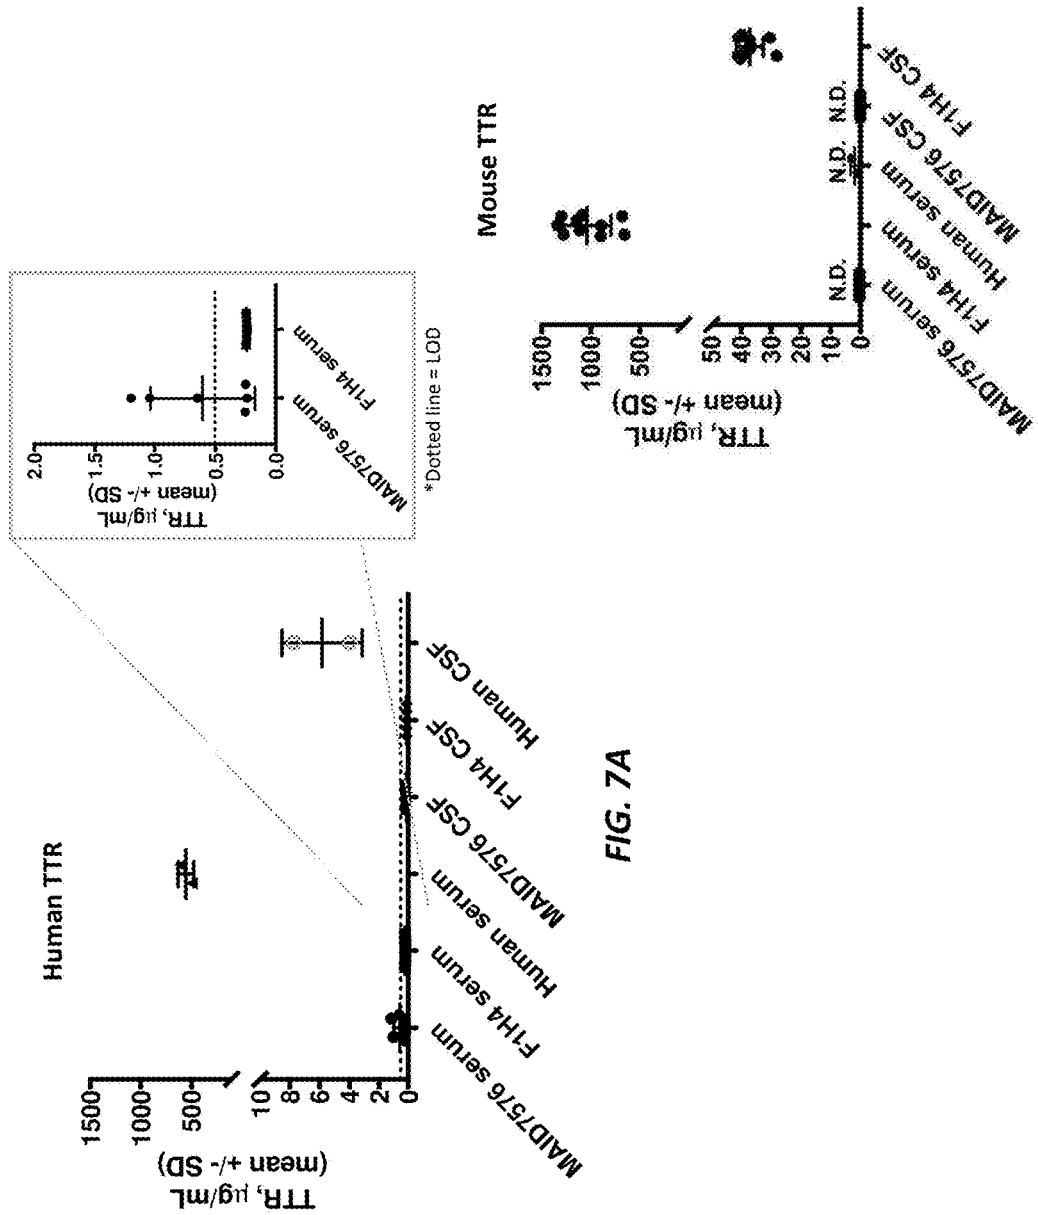 Human TTR
TTR, µg/mL
(mean +/- SD)
1500
1000
500
10
8
6
4
2
0
MAID7576 serum
F1H4 serum
Human serum
MAID7576 CSF
F1H4 CSF
Human CSF
TTR, µg/mL
(mean +/- SD)
2.0
1.5
1.0
0.5
0.0
MAID7576 serum
F1H4 serum
*Dotted line = LOD
FIG. 7A
Mouse TTR
TTR, µg/mL
(mean +/- SD)
1500
1000
500
50
40
30
20
10
0
N.D.
N.D.
N.D.
MAID7576 serum
F1H4 serum
Human serum
MAID7576 CSF
F1H4 CSF